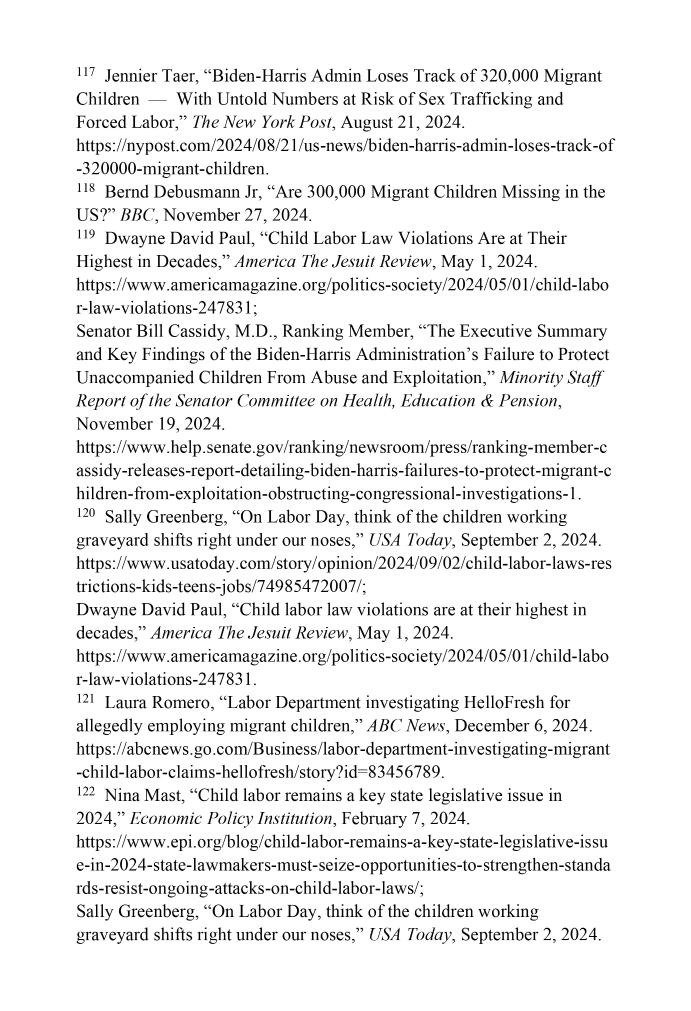 117 Jennier Taer, “Biden-Harris Admin Loses Track of 320,000 Migrant
Children — With Untold Numbers at Risk of Sex Trafficking and
Forced Labor,” The New York Post, August 21, 2024.
https://nypost.com/2024/08/21/us-news/biden-harris-admin-loses-track-of
-320000-migrant-children.
118 Bernd Debusmann Jr, “Are 300,000 Migrant Children Missing in the
US?” BBC, November 27, 2024.
119 Dwayne David Paul, “Child Labor Law Violations Are at Their
Highest in Decades,” America The Jesuit Review, May 1, 2024.
https://www.americamagazine.org/politics-society/2024/05/01/child-labo
r-law-violations-247831;
Senator Bill Cassidy, M.D., Ranking Member, “The Executive Summary
and Key Findings of the Biden-Harris Administration’s Failure to Protect
Unaccompanied Children From Abuse and Exploitation,” Minority Staff
Report of the Senator Committee on Health, Education & Pension,
November 19, 2024.
https://www.help.senate.gov/ranking/newsroom/press/ranking-member-c
assidy-releases-report-detailing-biden-harris-failures-to-protect-migrant-c
hildren-from-exploitation-obstructing-congressional-investigations-1.
120 Sally Greenberg, “On Labor Day, think of the children working
graveyard shifts right under our noses,” USA Today, September 2, 2024.
https://www.usatoday.com/story/opinion/2024/09/02/child-labor-laws-res
trictions-kids-teens-jobs/74985472007/;
Dwayne David Paul, “Child labor law violations are at their highest in
decades,” America The Jesuit Review, May 1, 2024.
https://www.americamagazine.org/politics-society/2024/05/01/child-labo
r-law-violations-247831.
121 Laura Romero, “Labor Department investigating HelloFresh for
allegedly employing migrant children,” ABC News, December 6, 2024.
https://abcnews.go.com/Business/labor-department-investigating-migrant
-child-labor-claims-hellofresh/story?id=83456789.
122 Nina Mast, “Child labor remains a key state legislative issue in
2024,” Economic Policy Institution, February 7, 2024.
https://www.epi.org/blog/child-labor-remains-a-key-state-legislative-issu
e-in-2024-state-lawmakers-must-seize-opportunities-to-strengthen-standa
rds-resist-ongoing-attacks-on-child-labor-laws/;
Sally Greenberg, “On Labor Day, think of the children working
graveyard shifts right under our noses,” USA Today, September 2, 2024.